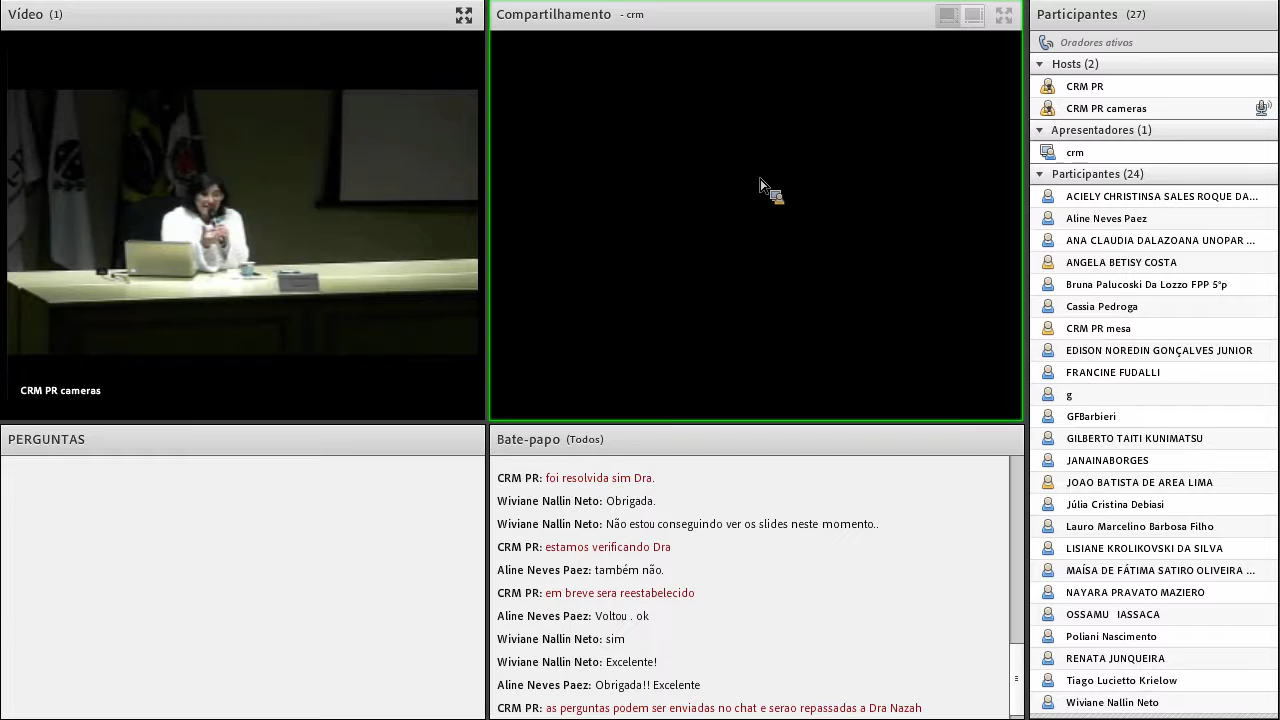 Vídeo (1)
CRM PR cameras
Compartilhamento - crm
PERGUNTAS
Bate-papo (Todos)
CRM PR: foi resolvida sim Dra.
Wiviane Nallin Neto: Obrigada.
Wiviane Nallin Neto: Não estou conseguindo ver os slides neste momento..
CRM PR: estamos verificando Dra
Aline Neves Paez: também não.
CRM PR: em breve sera reestabelecido
Aline Neves Paez: Voltou . ok
Wiviane Nallin Neto: sim
Wiviane Nallin Neto: Excelente!
Aline Neves Paez: Obrigada!! Excelente
CRM PR: as perguntas podem ser enviadas no chat e serão repassadas a Dra Nazah
Participantes (27)
Oradores ativos
Hosts (2)
CRM PR
CRM PR cameras
Apresentadores (1)
crm
Participantes (24)
ACIELY CHRISTINSA SALES ROQUE DA...
Aline Neves Paez
ANA CLAUDIA DALAZOANA UNOPAR ...
ANGELA BETISY COSTA
Bruna Palucoski Da Lozzo FPP 5ºp
Cassia Pedroga
CRM PR mesa
EDISON NOREDIN GONÇALVES JUNIOR
FRANCINE FUDALLI
g
GFBarbieri
GILBERTO TAITI KUNIMATSU
JANAINABORGES
JOAO BATISTA DE AREA LIMA
Júlia Cristina Debiasi
Lauro Marcelino Barbosa Filho
LISIANE KROLIKOVSKI DA SILVA
MAÍSA DE FÁTIMA SATIRO OLIVEIRA ...
NAYARA PRAVATO MAZIERO
OSSAMU IASSACA
Poliani Nascimento
RENATA JUNQUEIRA
Tiago Lucietto Krielow
Wiviane Nallin Neto